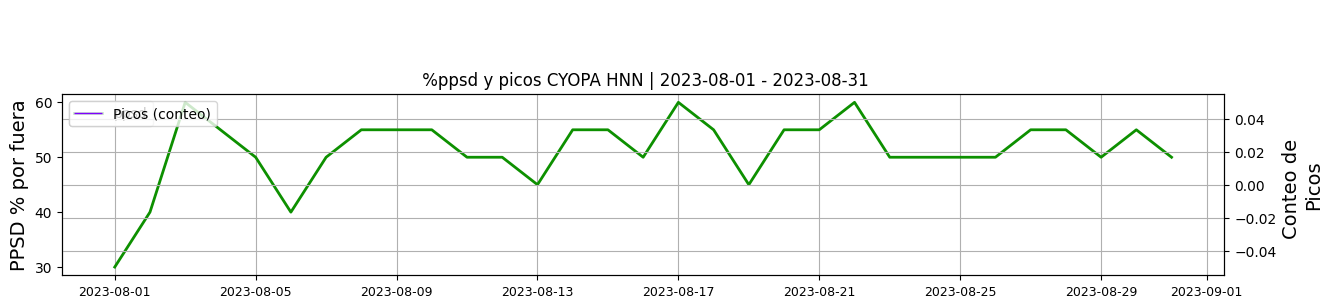 %ppsd y picos CYOPA HNN | 2023-08-01 - 2023-08-31
Picos (conteo)
PPSD % por fuera
60
50
40
30
0.04
0.02
0.00
−0.02
−0.04
Conteo de
Picos
2023-08-01 2023-08-05 2023-08-09 2023-08-13 2023-08-17 2023-08-21 2023-08-25 2023-08-29 2023-09-01